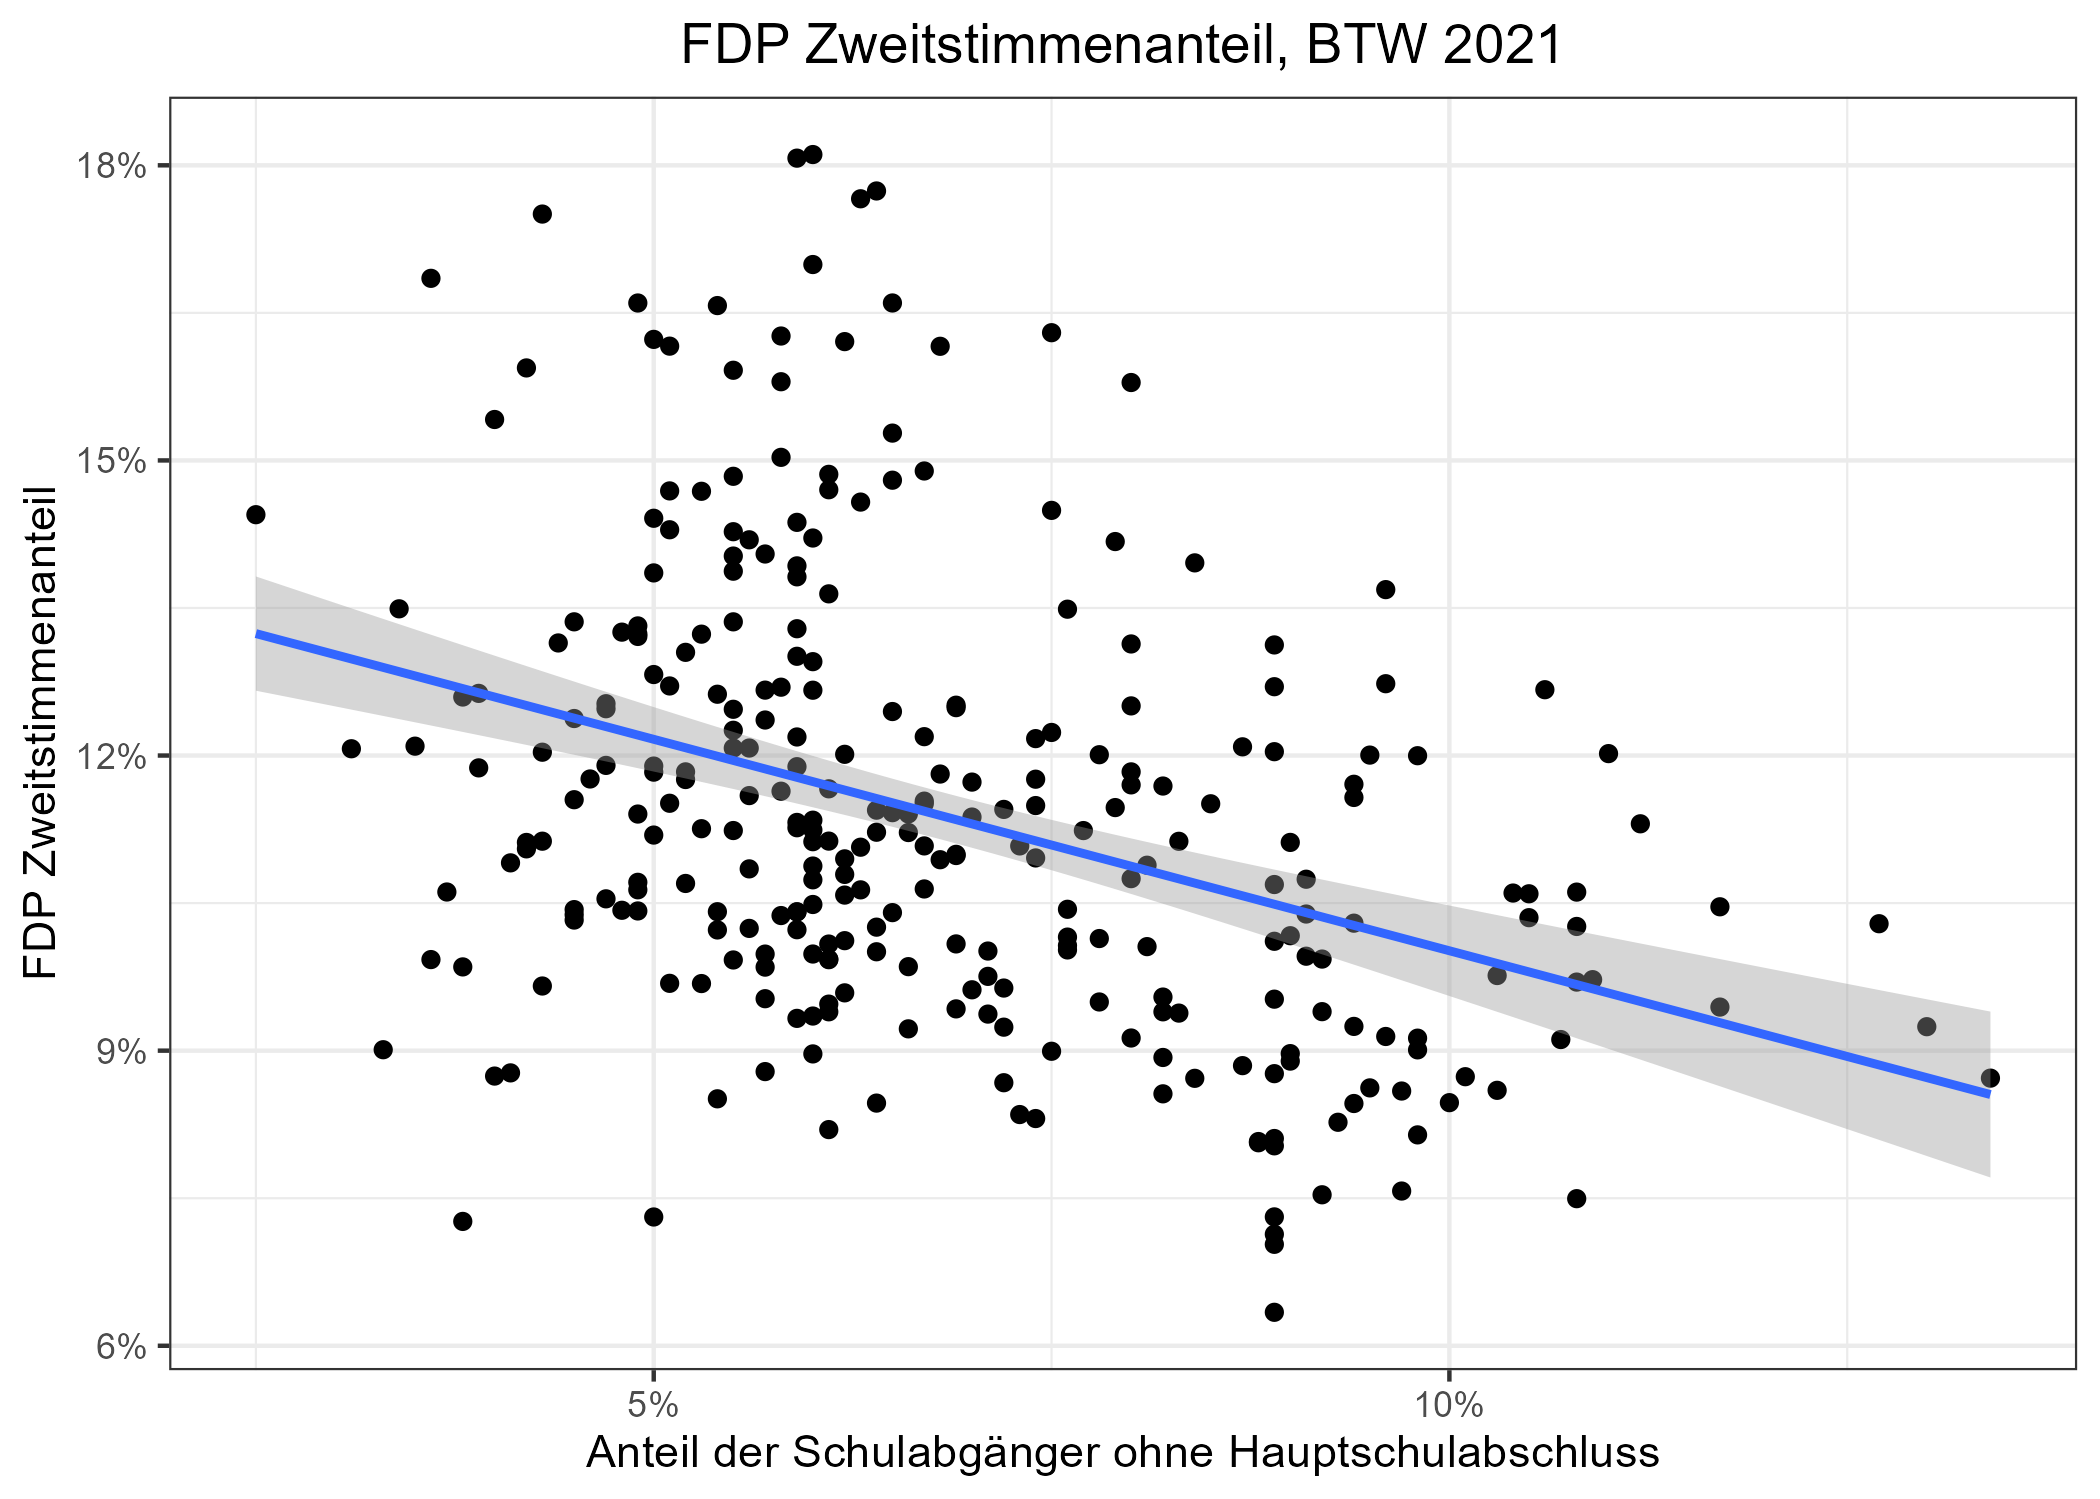 FDP Zweitstimmenanteil, BTW 2021
FDP Zweitstimmenanteil
18%
15%
12%
9%
6%
5%
10%
Anteil der Schulabgänger ohne Hauptschulabschluss